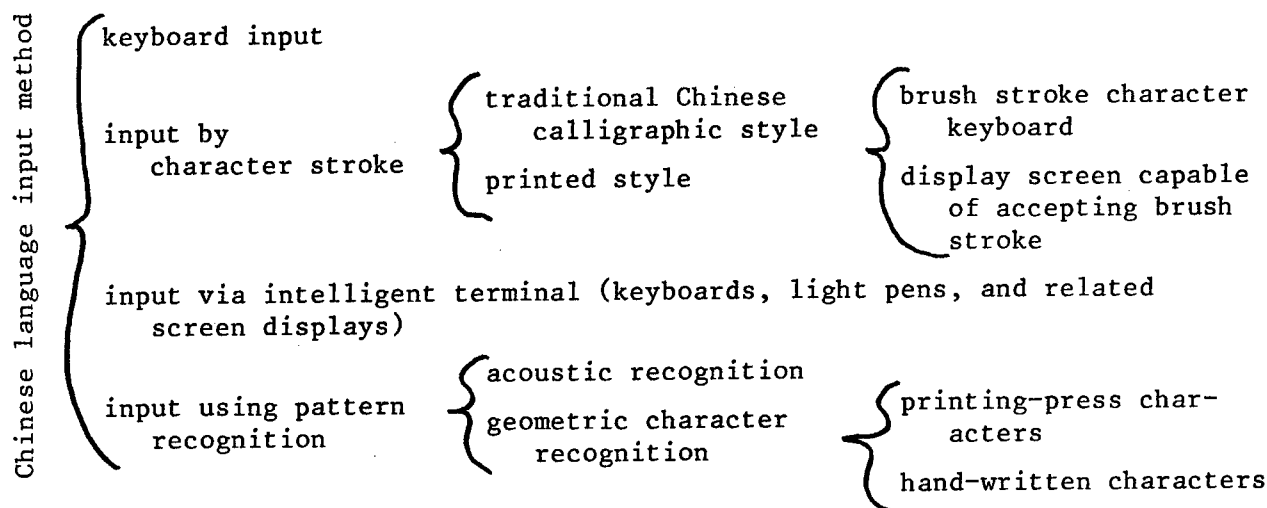 Chinese language input method
keyboard input
input by
character stroke
traditional Chinese
calligraphic style
printed style
brush stroke character
keyboard
display screen capable
of accepting brush
stroke
input via intelligent terminal (keyboards, light pens, and related
screen displays)
input using pattern
recognition
acoustic recognition
geometric character
recognition
printing-press char-
acters
hand-written characters